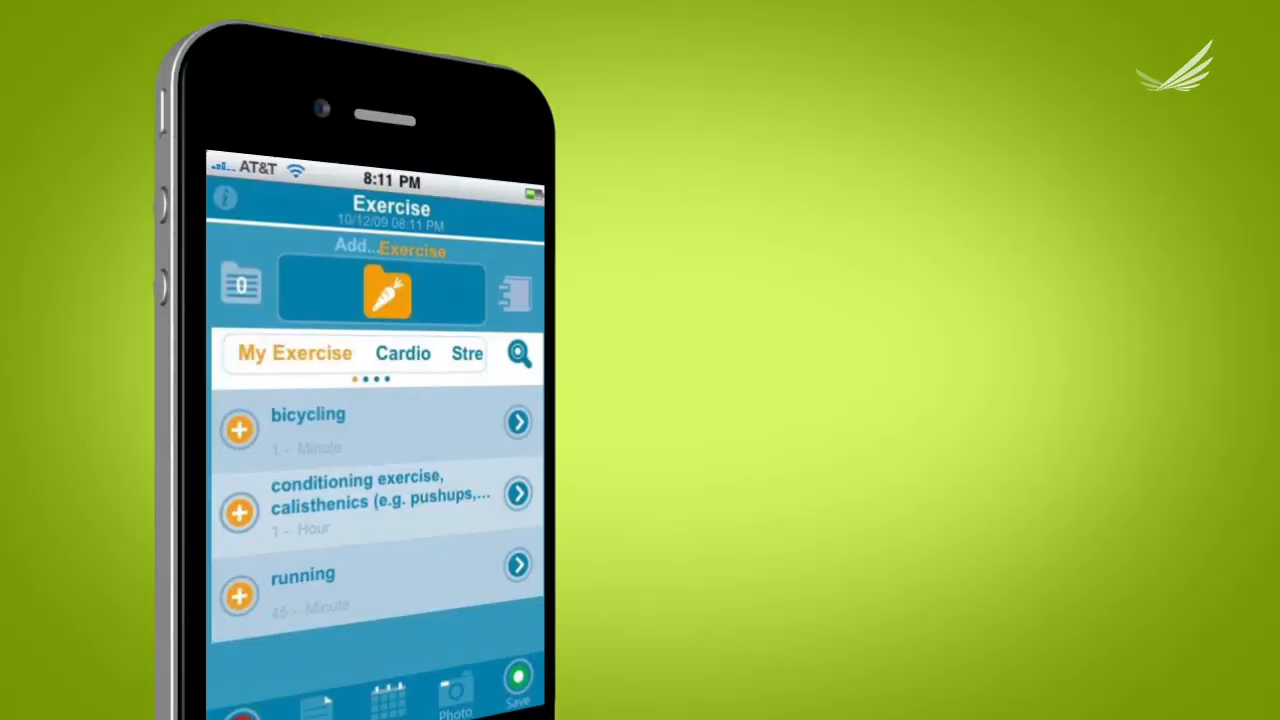 AT&T
8:11 PM
Exercise
10/12/09 08:11 PM
Add...Exercise
0
My Exercise Cardio Stre
bicycling
1 - Minute
conditioning exercise,
calisthenics (e.g. pushups,...
1 - Hour
running
45 - Minute
Photo
Save